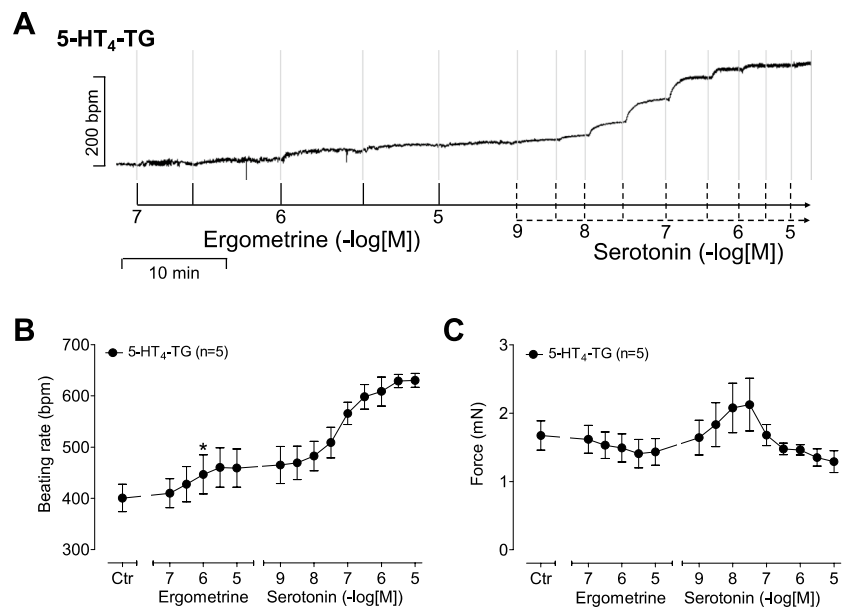 A
5-HT4-TG
200 bpm
7 6 5 9 8 7 6 5
Ergometrine (-log[M])
Serotonin (-log[M])
10 min
B
5-HT4-TG (n=5)
Beating rate (bpm)
700
600
500
400
300
Ctr 7 6 5 9 8 7 6 5
Ergometrine Serotonin (-log[M])
*
C
5-HT4-TG (n=5)
Force (mN)
3
2
1
0
Ctr 7 6 5 9 8 7 6 5
Ergometrine Serotonin (-log[M])